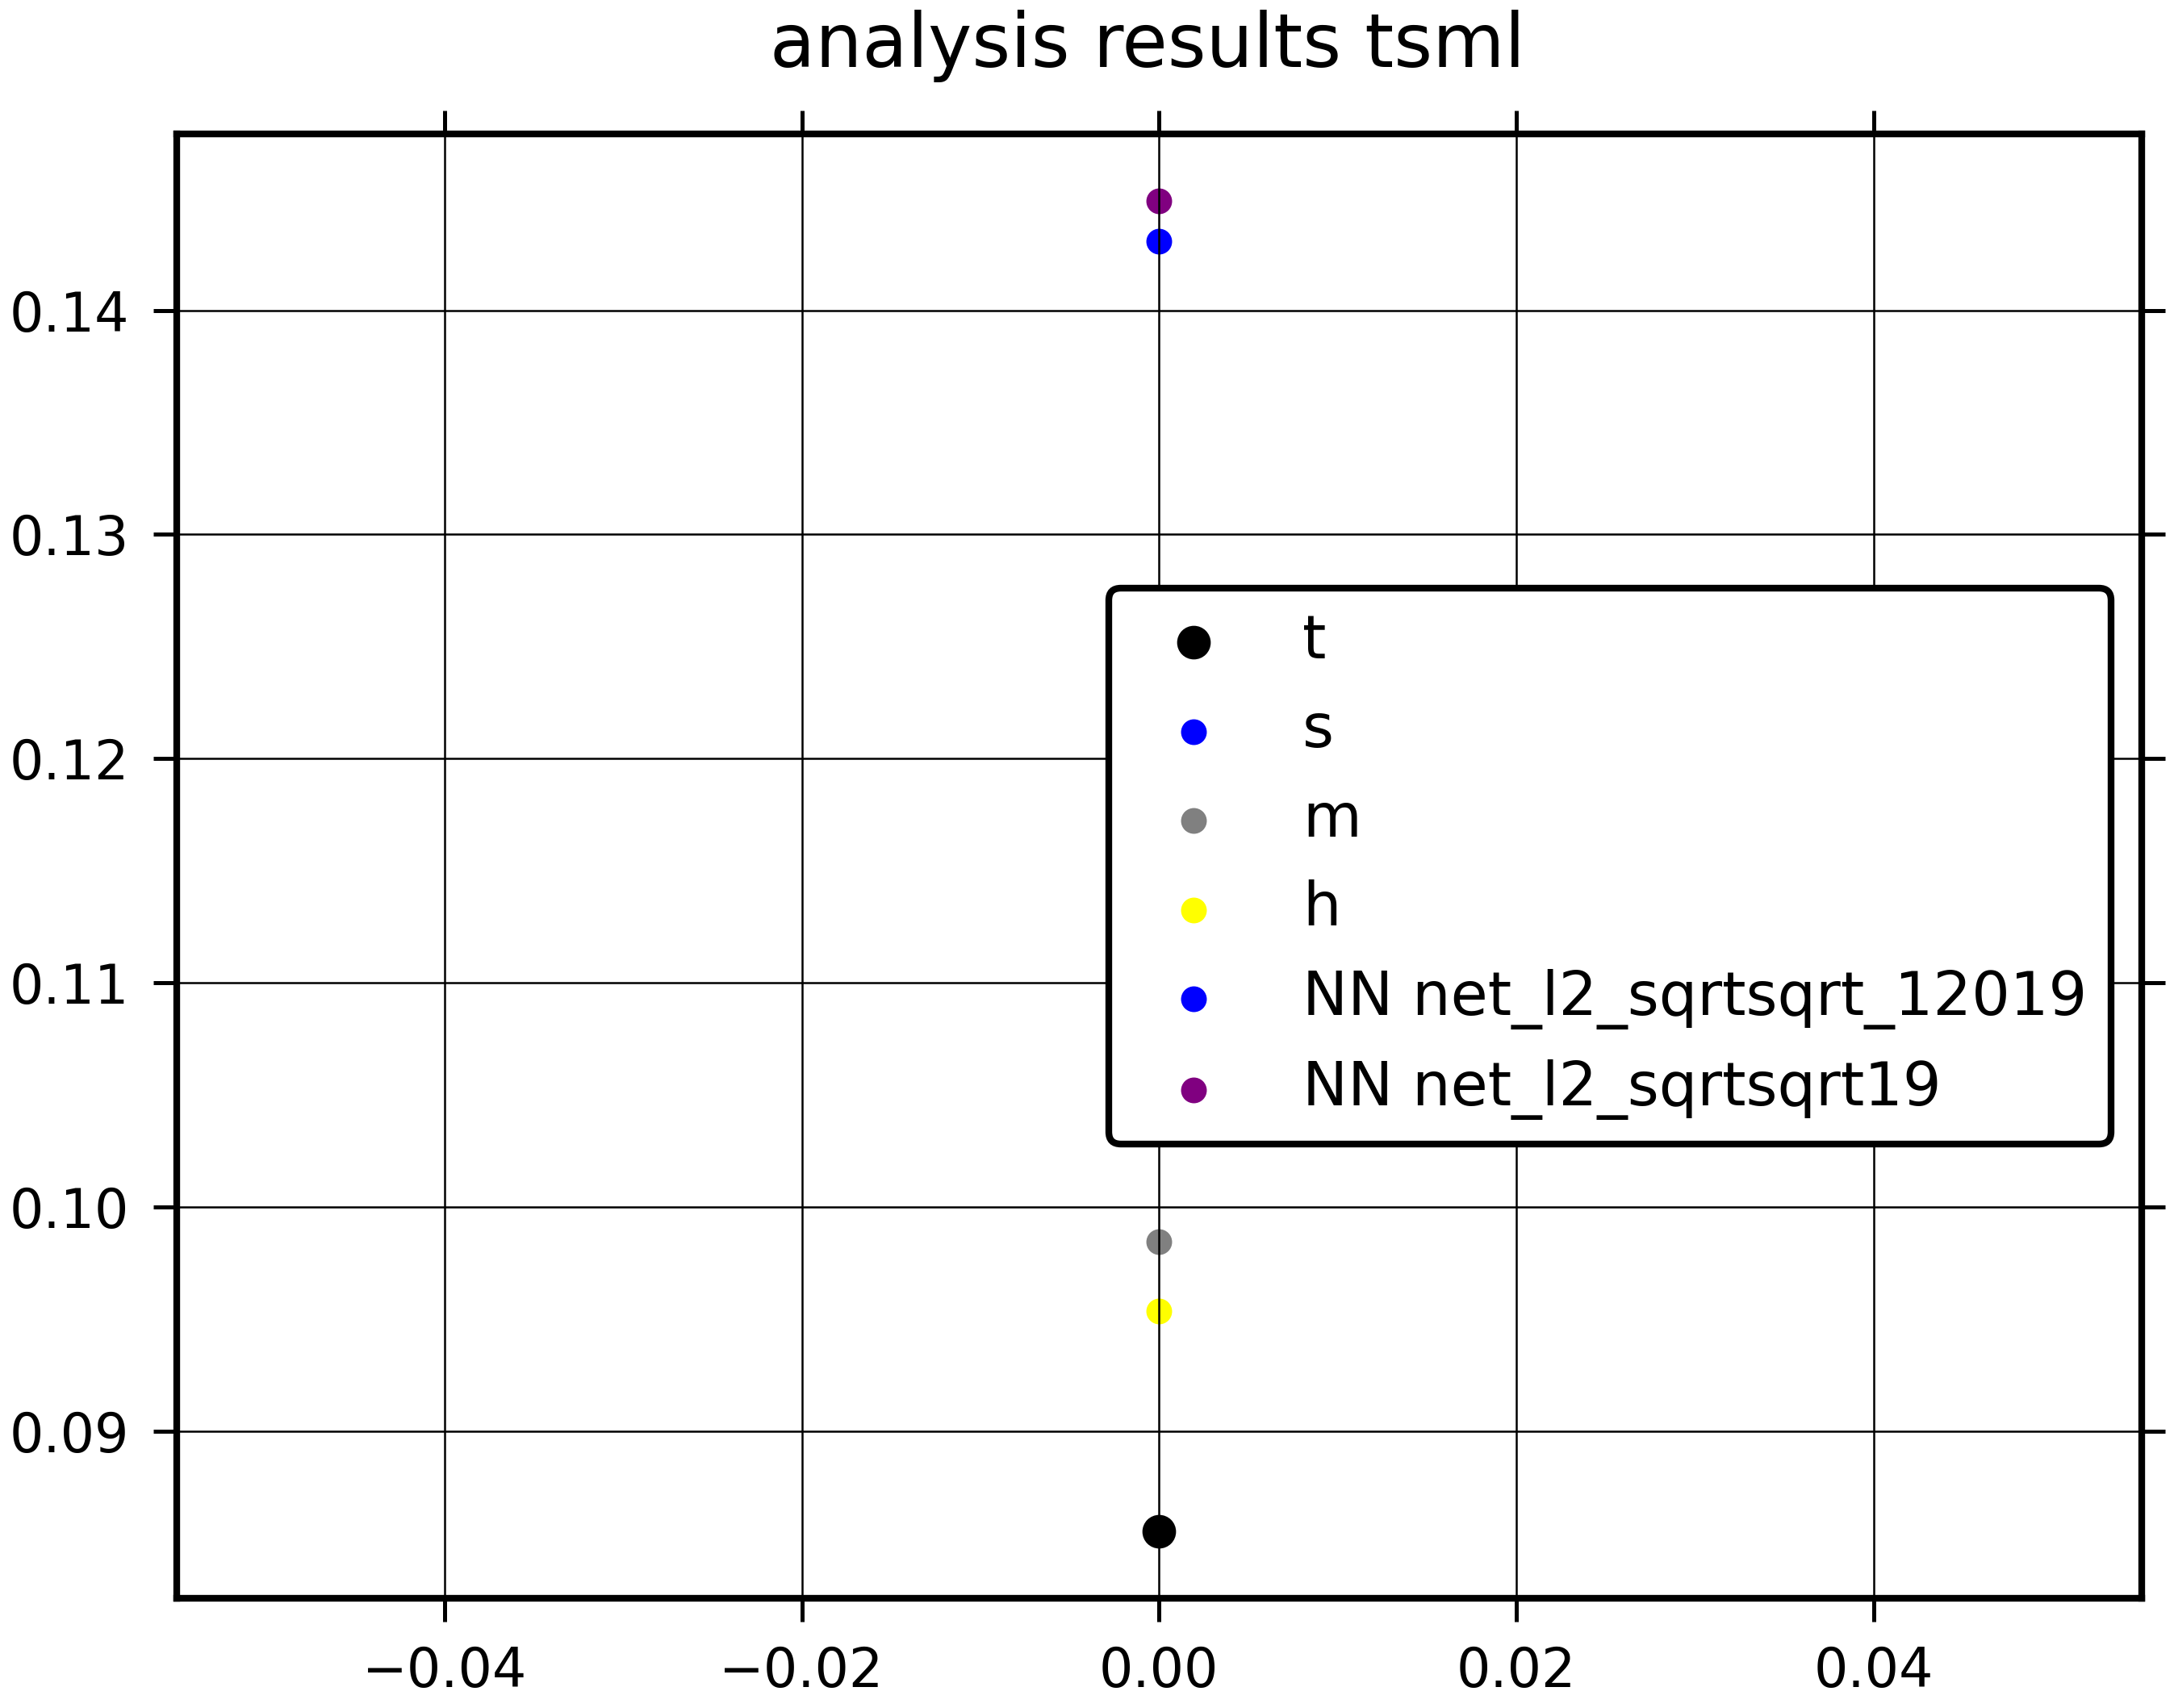 analysis results tsml
0.14
0.13
0.12
0.11
0.10
0.09
t
s
m
h
NN net_l2_sqrtsqrt_12019
NN net_l2_sqrtsqrt19
−0.04 −0.02 0.00 0.02 0.04